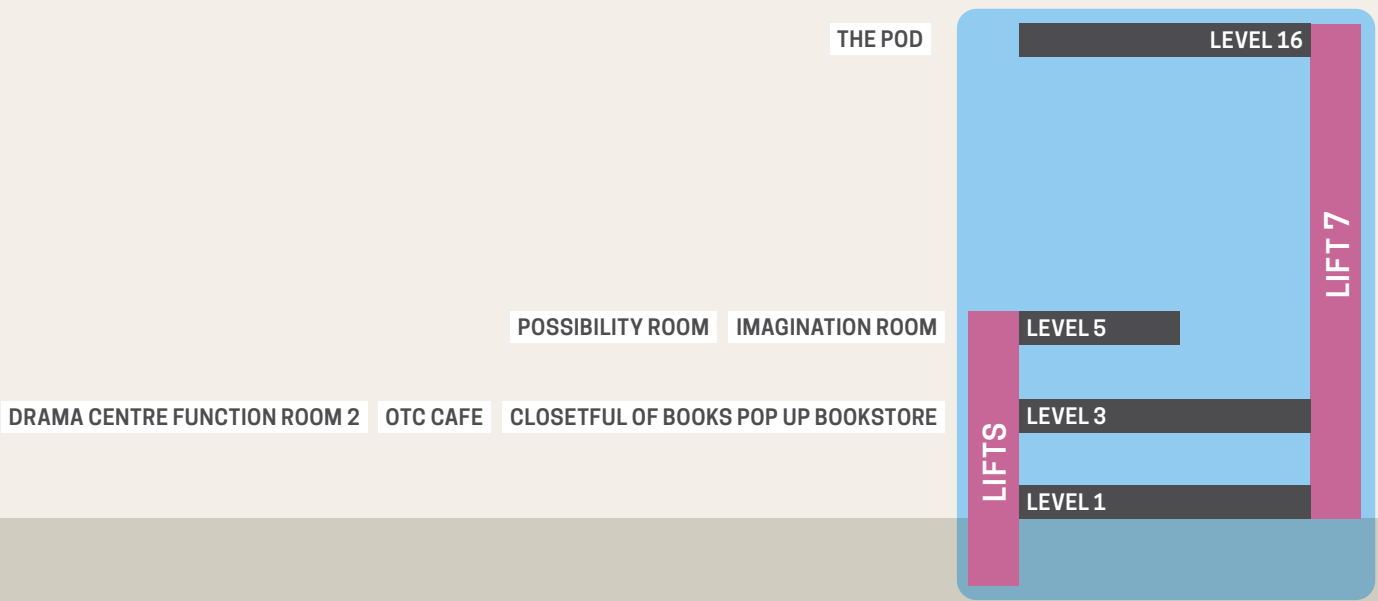 THE POD
LEVEL 16
LIFT 7
POSSIBILITY ROOM
IMAGINATION ROOM
LEVEL 5
DRAMA CENTRE FUNCTION ROOM 2
OTC CAFE
CLOSETFUL OF BOOKS POP UP BOOKSTORE
LEVEL 3
LIFTS
LEVEL 1